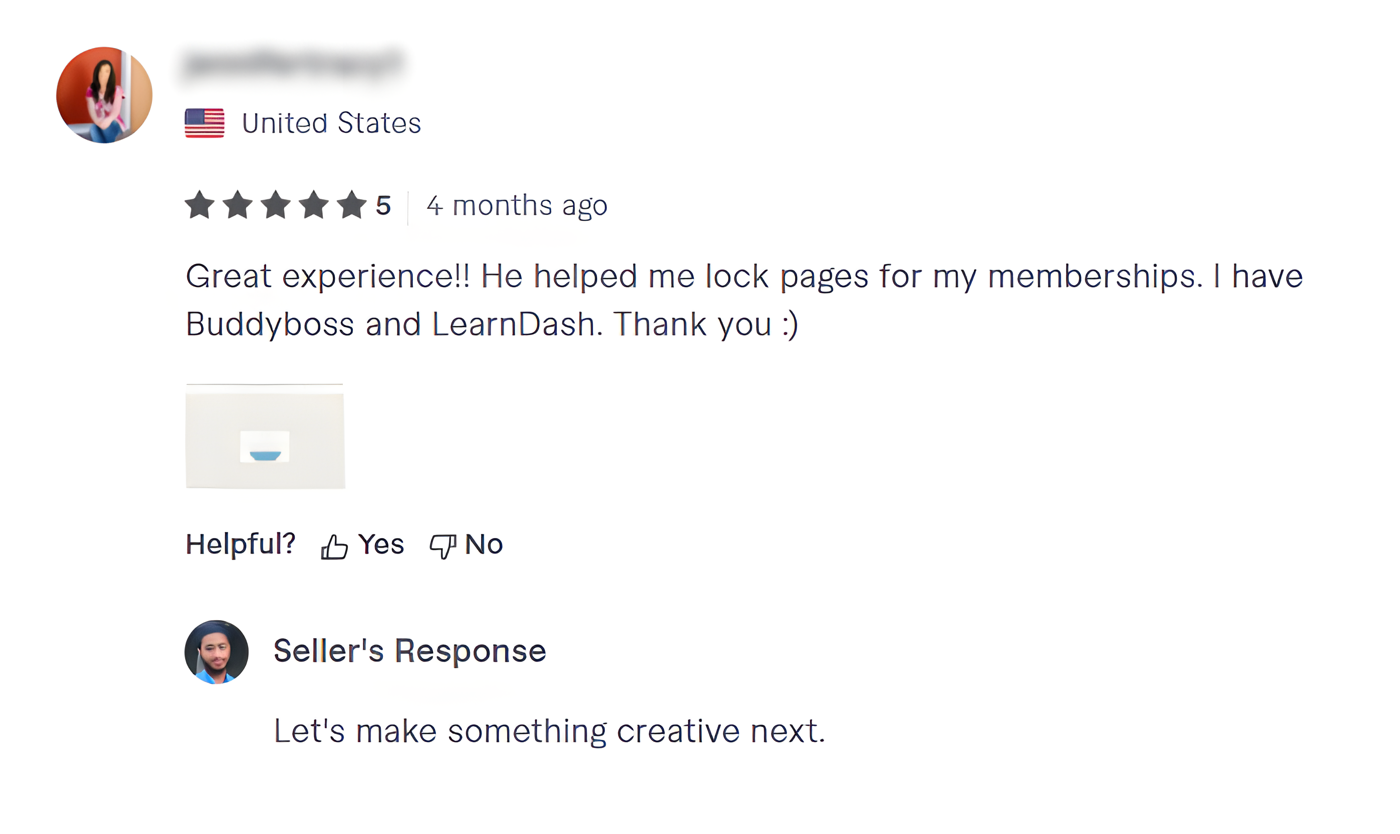 United States
5 4 months ago
Great experience!! He helped me lock pages for my memberships. I have
Buddyboss and LearnDash. Thank you :)
Helpful? Yes No
Seller's Response
Let's make something creative next.